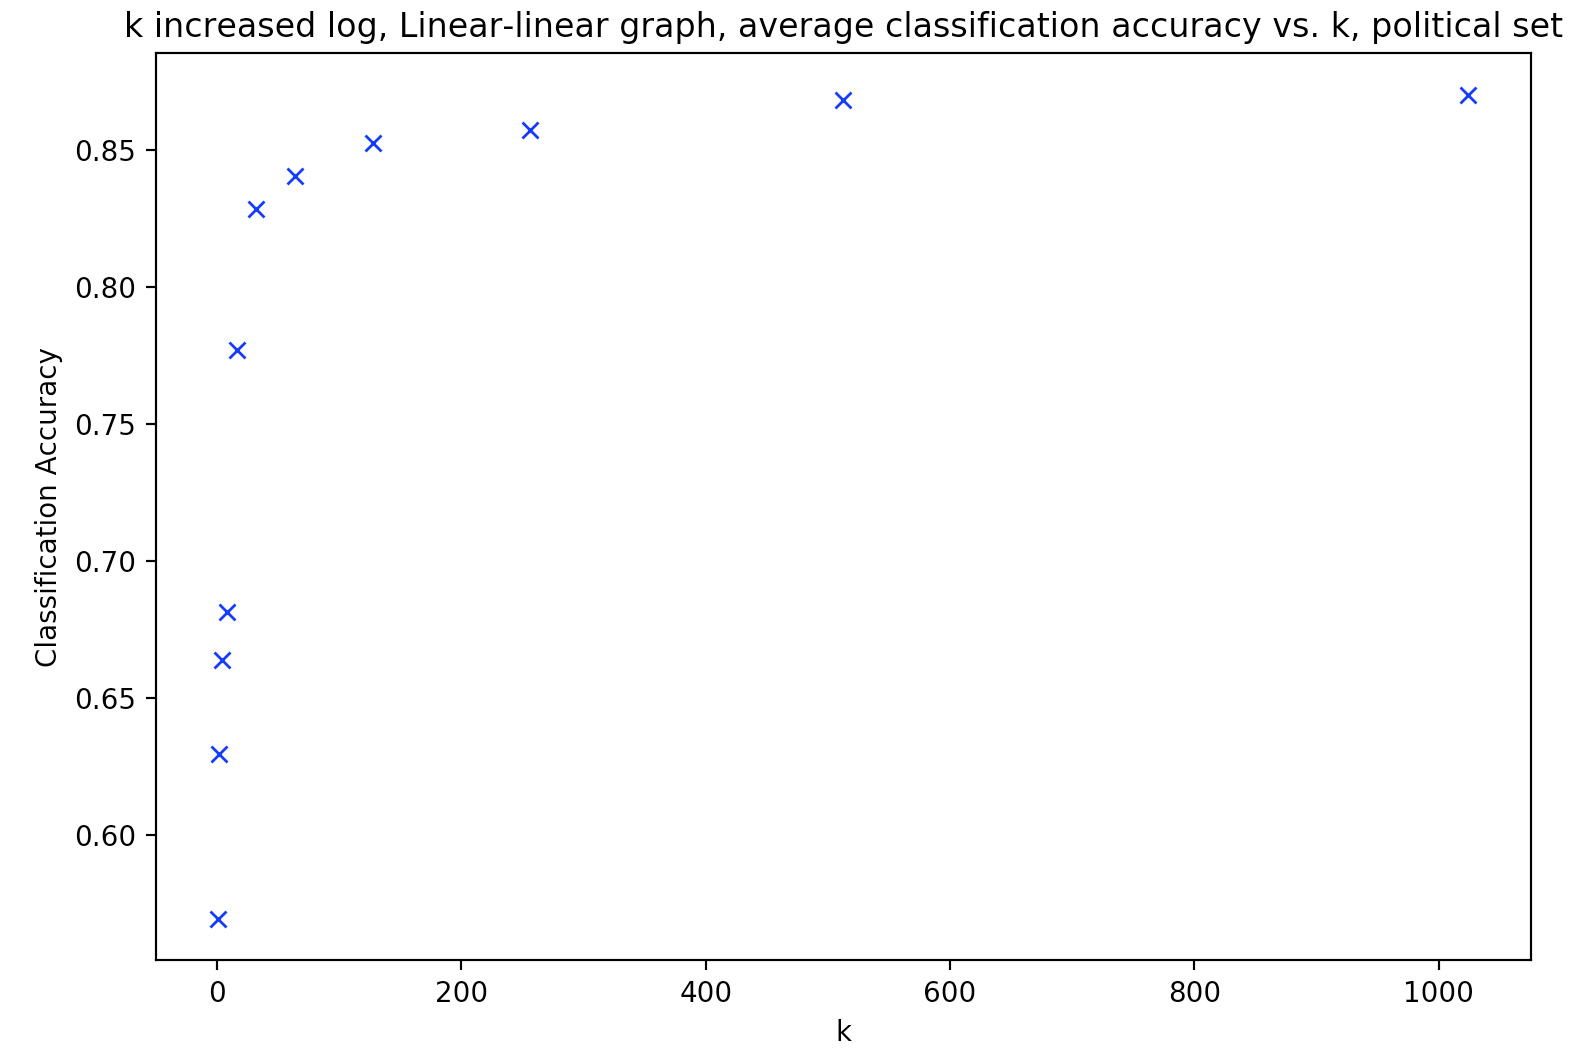 k increased log, Linear-linear graph, average classification accuracy vs. k, political set
0.85
0.80
0.75
0.70
0.65
0.60
Classification Accuracy
0 200 400 600 800 1000
k